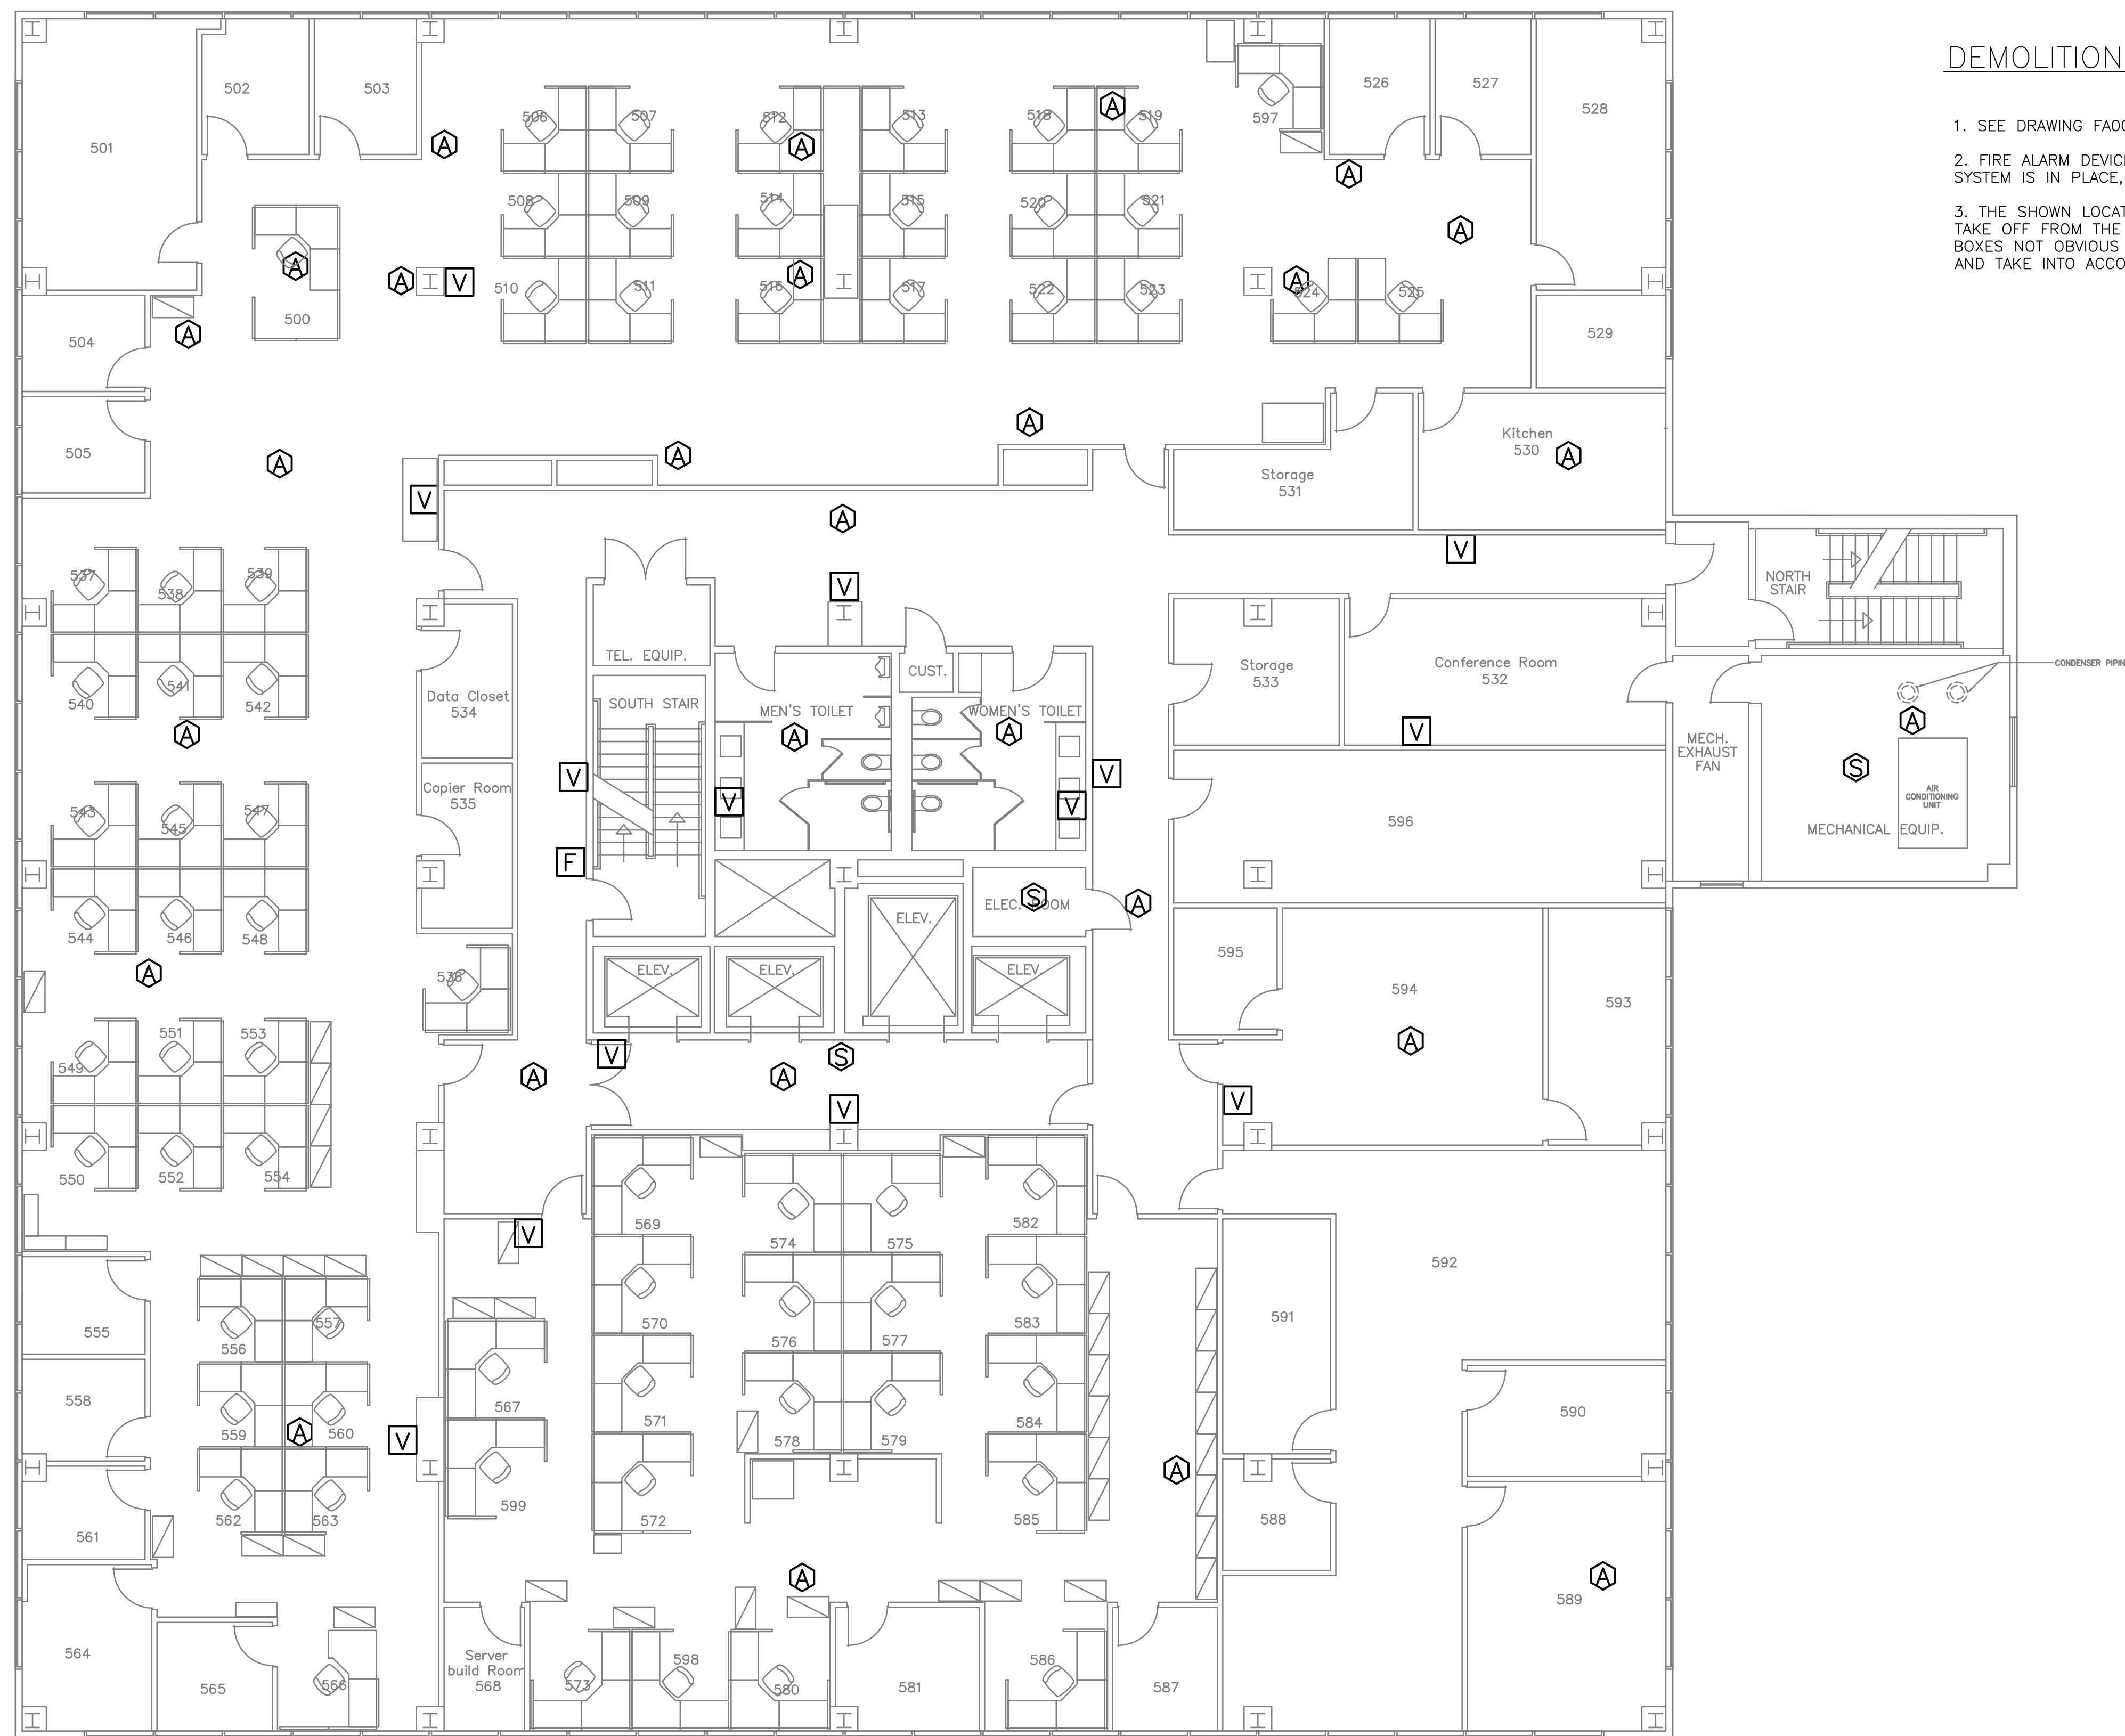 DEMOLITION
1. SEE DRAWING
2. FIRE ALARM
SYSTEM IS IN PLACE,
3. THE SHOWN
TAKE OFF FROM THE
BOXES NOT OBVIOUS
AND TAKE INTO
501
502
503
A
506
507
512
A
513
518
A
519
597
526
527
528
A
508
509
514
515
520
521
A
A
500
504
A
A
V
510
511
516
A
517
522
523
A
524
525
529
505
A
A
A
Kitchen
530
A
Storage
531
V
A
V
V
537
538
539
540
541
542
A
TEL. EQUIP.
CUST.
Data Closet
534
SOUTH STAIR
MEN'S TOILET
A
WOMEN'S TOILET
A
Storage
533
Conference Room
532
V
NORTH
STAIR
CONDENSER
MECH.
EXHAUST
FAN
A
S
AIR
CONDITIONING
UNIT
MECHANICAL EQUIP.
543
545
547
Copier Room
535
V
V
V
V
596
F
544
546
548
A
536
ELEV.
ELEV.
ELEV.
ELEV.
ELEC. ROOM
S
A
595
594
A
593
549
551
553
550
552
554
A
V
A
S
V
V
555
556
557
558
559
A
560
V
561
562
563
564
565
566
V
567
599
569
570
571
572
574
575
576
577
578
579
582
583
584
585
A
591
592
590
588
589
A
A
Server
build Room
568
573
598
580
581
586
587